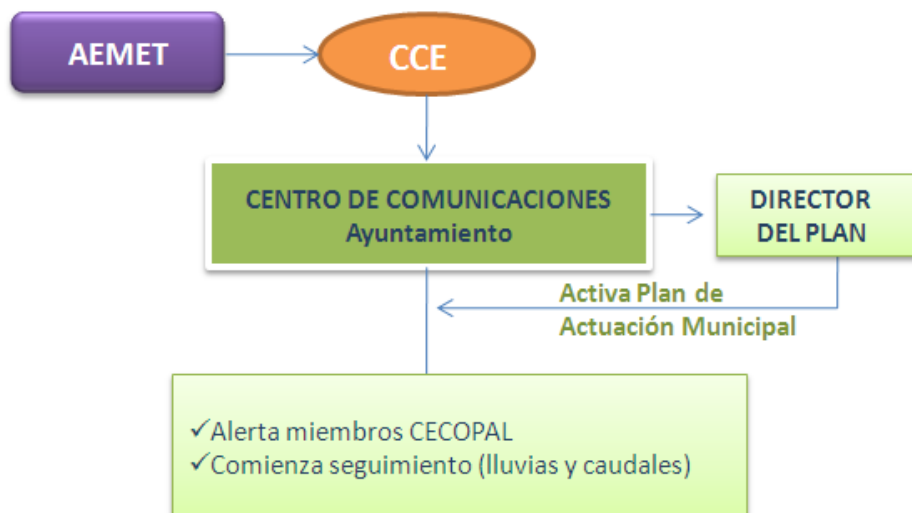 AEMET
CCE
CENTRO DE COMUNICACIONES
Ayuntamiento
DIRECTOR
DEL PLAN
Activa Plan de
Actuación Municipal
✓Alerta miembros CECOPAL
✓Comienza seguimiento (lluvias y caudales)